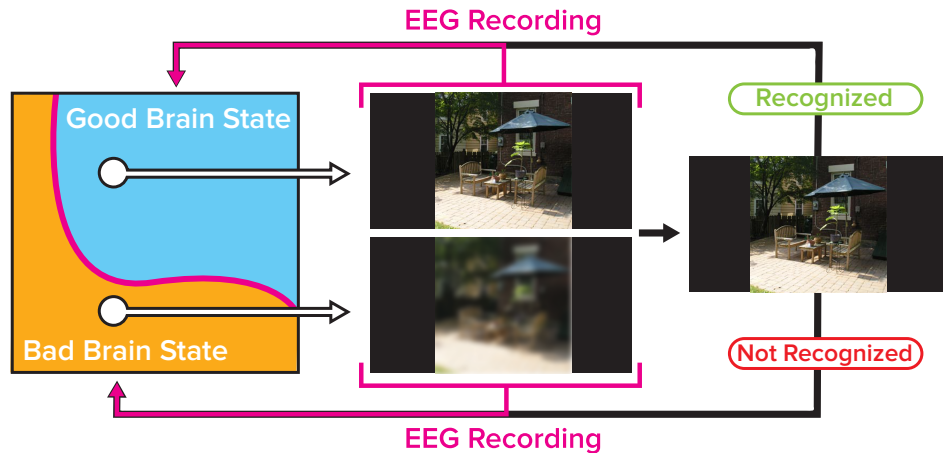 EEG Recording
Good Brain State
Recognized
Bad Brain State
Not Recognized
EEG Recording